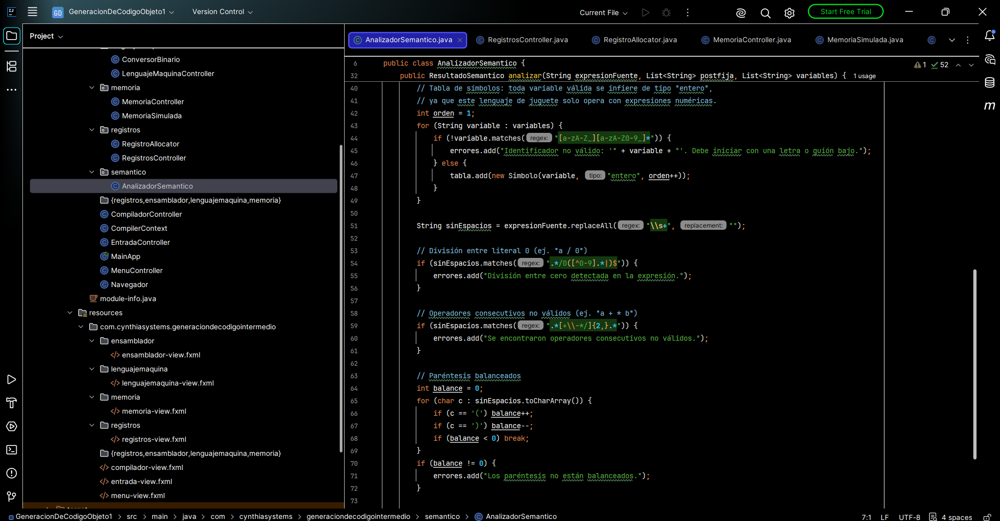 GD GeneracionDeCodigoObjeto1 Version Control Current File Start Free Trial
Project
ConversorBinario
LenguajeMaquinaController
memoria
MemoriaController
MemoriaSimulada
registros
RegistroAllocator
RegistrosController
semantico
AnalizadorSemantico
{registros,ensamblador,lenguajemaquina,memoria}
CompiladorController
CompilerContext
EntradaController
MainApp
MenuController
Navegador
module-info.java
resources
com.cynthiasystems.generaciondecodigointermedio
ensamblador
ensamblador-view.fxml
lenguajemaquina
lenguajemaquina-view.fxml
memoria
memoria-view.fxml
registros
registros-view.fxml
{registros,ensamblador,lenguajemaquina,memoria}
compilador-view.fxml
entrada-view.fxml
menu-view.fxml
AnalizadorSemantico.java RegistrosController.java RegistroAllocator.java MemoriaController.java MemoriaSimulada.java
1 52
6 public class AnalizadorSemantico {
32 public ResultadoSemantico analizar(String expresionFuente, List<String> postfija, List<String> variables) { 1 usage
40 // Tabla de símbolos: toda variable válida se infiere de tipo "entero",
41 // ya que este lenguaje de juguete solo opera con expresiones numéricas.
42 int orden = 1;
43 for (String variable : variables) {
44 if (!variable.matches( regex: "[a-zA-Z_][a-zA-Z0-9_]*")) {
45 errores.add("Identificador no válido: '" + variable + "'. Debe iniciar con una letra o guión bajo.");
46 } else {
47 tabla.add(new Simbolo(variable, tipo: "entero", orden++));
48 }
49 }
50
51 String sinEspacios = expresionFuente.replaceAll( regex: "\\s+", replacement: "");
52
53 // División entre literal 0 (ej. "a / 0")
54 if (sinEspacios.matches( regex: ".*/0([^0-9].*|)$")) {
55 errores.add("División entre cero detectada en la expresión.");
56 }
57
58 // Operadores consecutivos no válidos (ej. "a + * b")
59 if (sinEspacios.matches( regex: ".*[+\\-*/]{2,}.*")) {
60 errores.add("Se encontraron operadores consecutivos no válidos.");
61 }
62
63 // Paréntesis balanceados
64 int balance = 0;
65 for (char c : sinEspacios.toCharArray()) {
66 if (c == '(') balance++;
67 if (c == ')') balance--;
68 if (balance < 0) break;
69 }
70 if (balance != 0) {
71 errores.add("Los paréntesis no están balanceados.");
72 }
73
GeneracionDeCodigoObjeto1 > src > main > java > com > cynthiasystems > generaciondecodigointermedio > semantico > AnalizadorSemantico 7:1 LF UTF-8 4 spaces